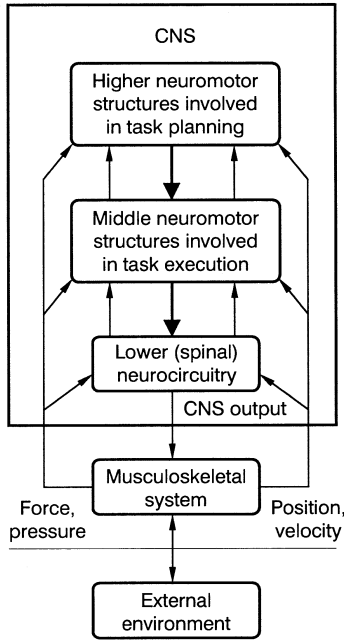 CNS
Higher neuromotor
structures involved
in task planning
Middle neuromotor
structures involved
in task execution
Lower (spinal)
neurocircuitry
CNS output
Musculoskeletal
system
Force,
pressure
Position,
velocity
External
environment